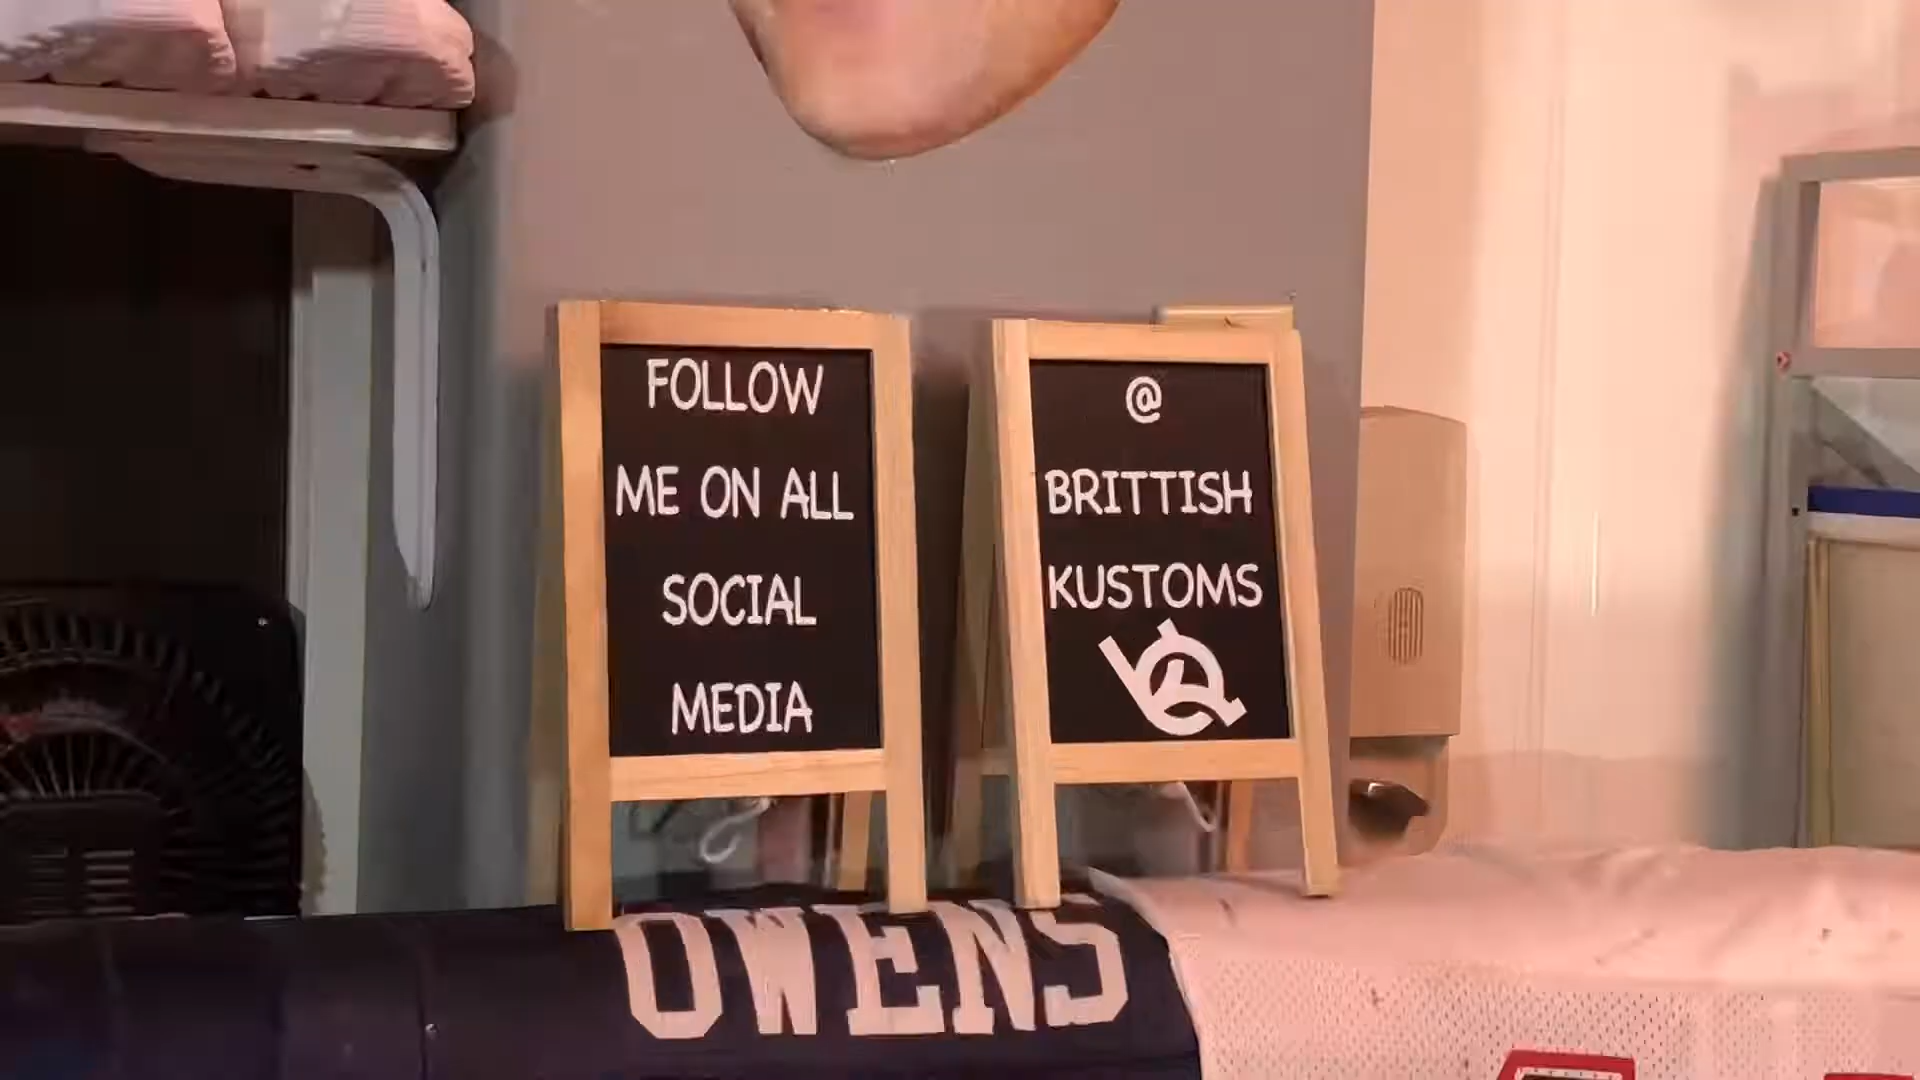 FOLLOW
ME ON ALL
SOCIAL
MEDIA
@
BRITTISH
KUSTOMS
OWENS